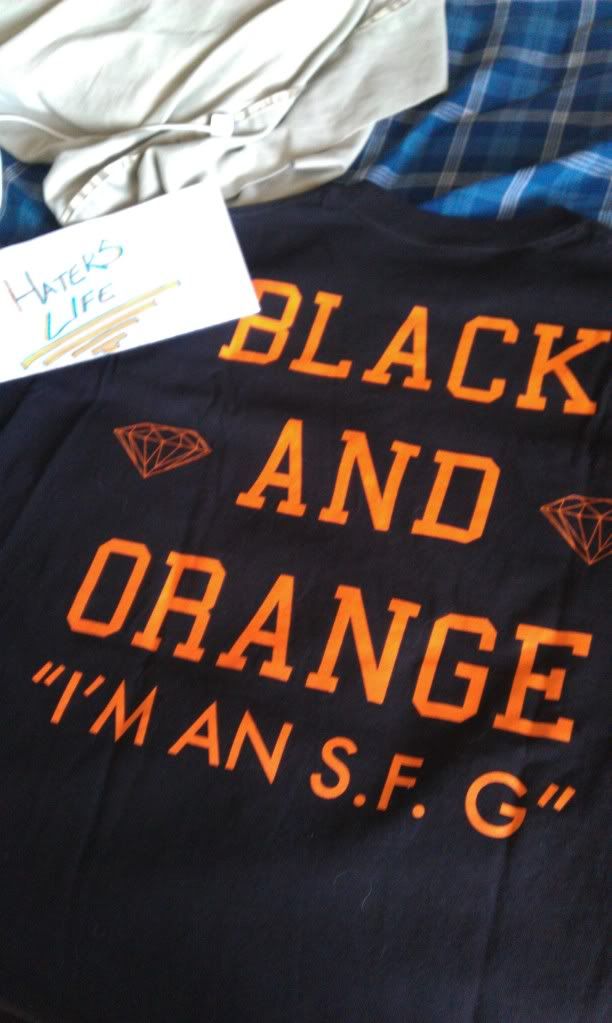 HATERS
LIFE
BLACK
AND
ORANGE
"I'M AN S.F. G"